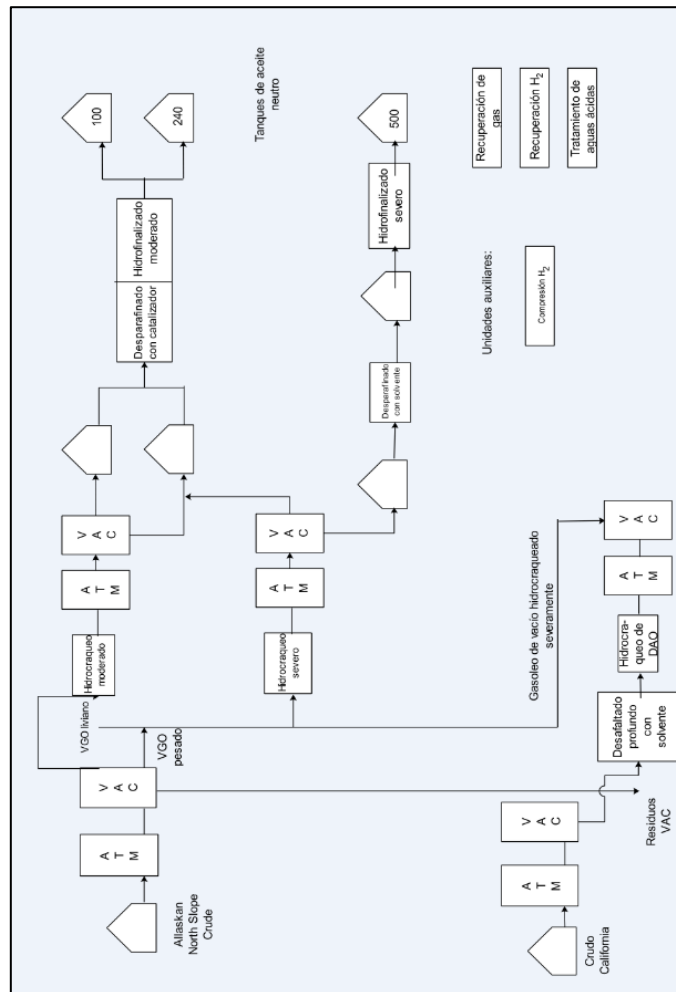 Allaskan
North Slope
Crude
A
T
M
V
A
C
VGO liviano
VGO
pesado
Hidrocraqueo
moderado
A
T
M
V
A
C
Desparafinado
con catalizador
Hidrofinalizado
moderado
100
240
Tanques de aceite
neutro
Hidrocraqueo
severo
A
T
M
V
A
C
Desparafinado
con solvente
Hidrofinalizado
severo
500
Gasoleo de vacío hidrocraqueado
severamente
Crudo
California
A
T
M
V
A
C
Residuos
VAC
Desafaltado
profundo
con
solvente
Hidocra-
queo de
DAO
A
T
M
V
A
C
Unidades auxiliares:
Compresión H2
Recuperación de
gas
Recuperación H2
Tratamiento de
aguas ácidas